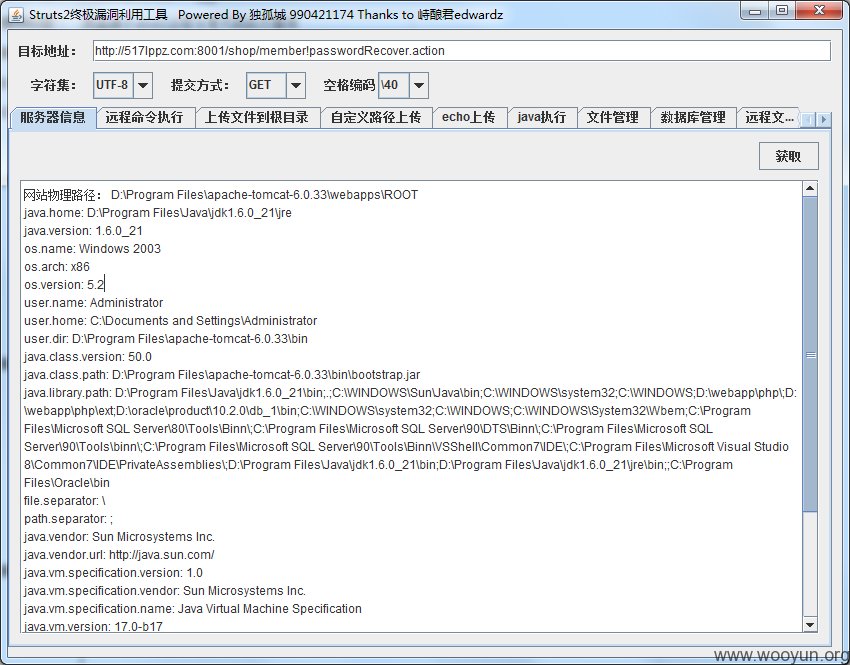 Struts2终极漏洞利用工具 Powered By 独孤城 990421174 Thanks to 峙酿君edwardz
目标地址： http://517lppz.com:8001/shop/member!passwordRecover.action
字符集： UTF-8 提交方式： GET 空格编码 \40
服务器信息 远程命令执行 上传文件到根目录 自定义路径上传 echo上传 java执行 文件管理 数据库管理 远程文...
获取
网站物理路径： D:\Program Files\apache-tomcat-6.0.33\webapps\ROOT
java.home: D:\Program Files\Java\jdk1.6.0_21\jre
java.version: 1.6.0_21
os.name: Windows 2003
os.arch: x86
os.version: 5.2
user.name: Administrator
user.home: C:\Documents and Settings\Administrator
user.dir: D:\Program Files\apache-tomcat-6.0.33\bin
java.class.version: 50.0
java.class.path: D:\Program Files\apache-tomcat-6.0.33\bin\bootstrap.jar
java.library.path: D:\Program Files\Java\jdk1.6.0_21\bin;.;C:\WINDOWS\Sun\Java\bin;C:\WINDOWS\system32;C:\WINDOWS;D:\webapp\php\;D:
\webapp\php\ext;D:\oracle\product\10.2.0\db_1\bin;C:\WINDOWS\system32;C:\WINDOWS;C:\WINDOWS\System32\Wbem;C:\Program
Files\Microsoft SQL Server\80\Tools\Binn\;C:\Program Files\Microsoft SQL Server\90\DTS\Binn\;C:\Program Files\Microsoft SQL
Server\90\Tools\binn\;C:\Program Files\Microsoft SQL Server\90\Tools\Binn\VSShell\Common7\IDE\;C:\Program Files\Microsoft Visual Studio
8\Common7\IDE\PrivateAssemblies\;D:\Program Files\Java\jdk1.6.0_21\bin;D:\Program Files\Java\jdk1.6.0_21\jre\bin;;C:\Program
Files\Oracle\bin
file.separator: \
path.separator: ;
java.vendor: Sun Microsystems Inc.
java.vendor.url: http://java.sun.com/
java.vm.specification.version: 1.0
java.vm.specification.vendor: Sun Microsystems Inc.
java.vm.specification.name: Java Virtual Machine Specification
java.vm.version: 17.0-b17
www.wooyun.org